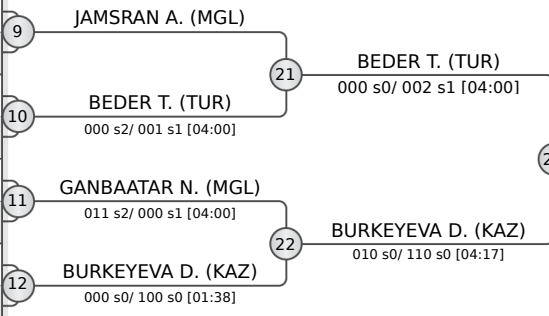 JAMSRAN A. (MGL)
9
BEDER T. (TUR)
21
000 s0/ 002 s1 [04:00]
BEDER T. (TUR)
10
000 s2/ 001 s1 [04:00]
GANBAATAR N. (MGL)
11
011 s2/ 000 s1 [04:00]
BURKEYEVA D. (KAZ)
22
010 s0/ 110 s0 [04:17]
BURKEYEVA D. (KAZ)
12
000 s0/ 100 s0 [01:38]